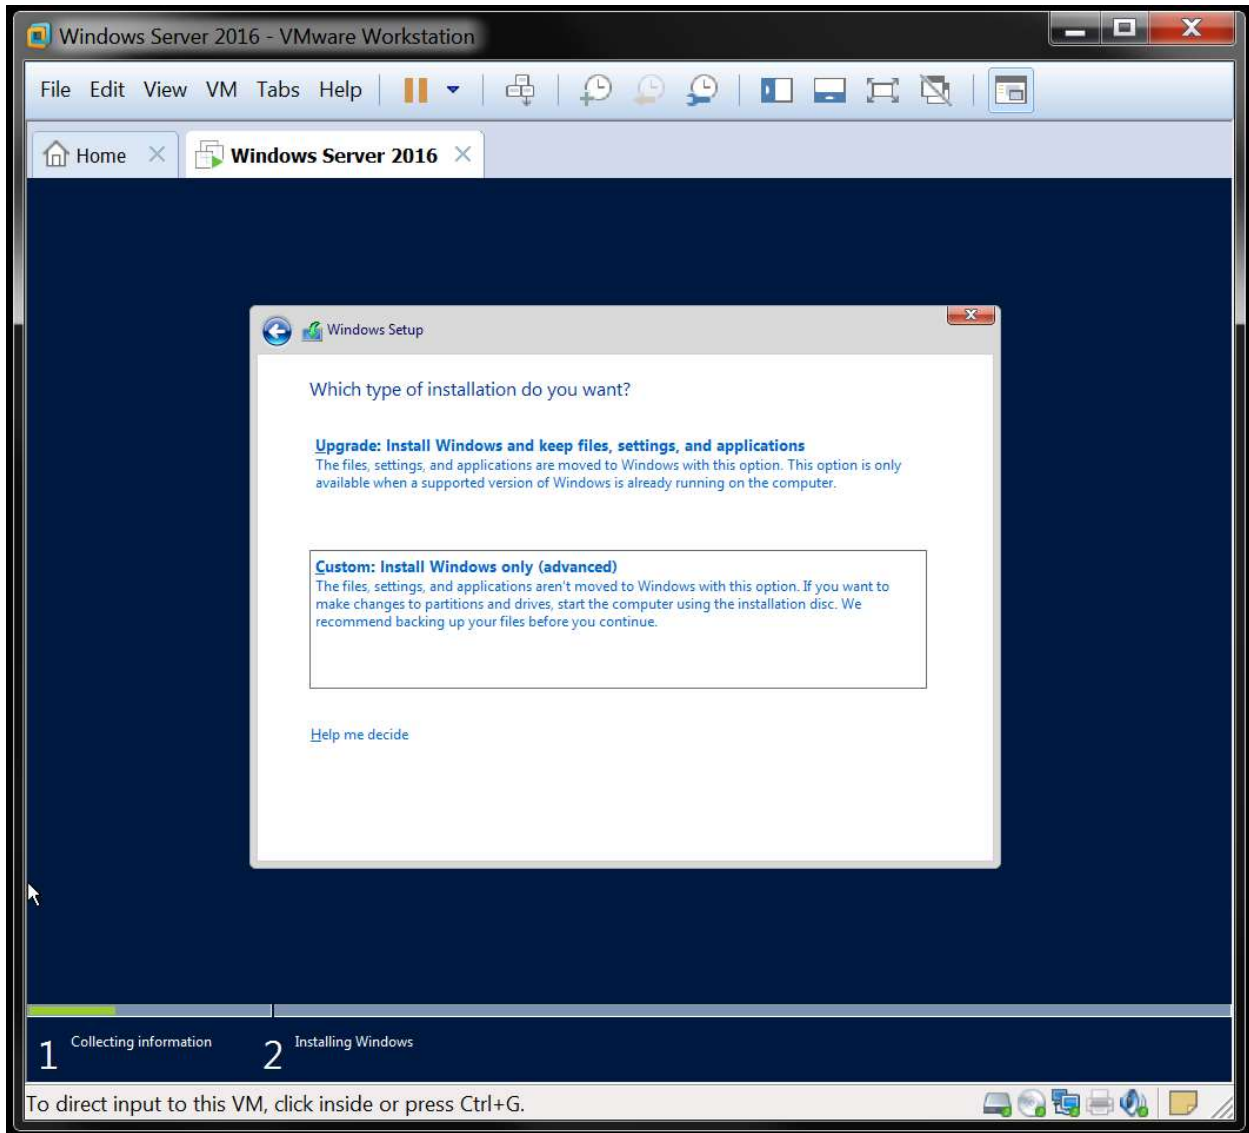 Windows Server 2016 - VMware Workstation
File Edit View VM Tabs Help
Home Windows Server 2016
Windows Setup
Which type of installation do you want?
Upgrade: Install Windows and keep files, settings, and applications
The files, settings, and applications are moved to Windows with this option. This option is only
available when a supported version of Windows is already running on the computer.
Custom: Install Windows only (advanced)
The files, settings, and applications aren't moved to Windows with this option. If you want to
make changes to partitions and drives, start the computer using the installation disc. We
recommend backing up your files before you continue.
Help me decide
1 Collecting information 2 Installing Windows
To direct input to this VM, click inside or press Ctrl+G.